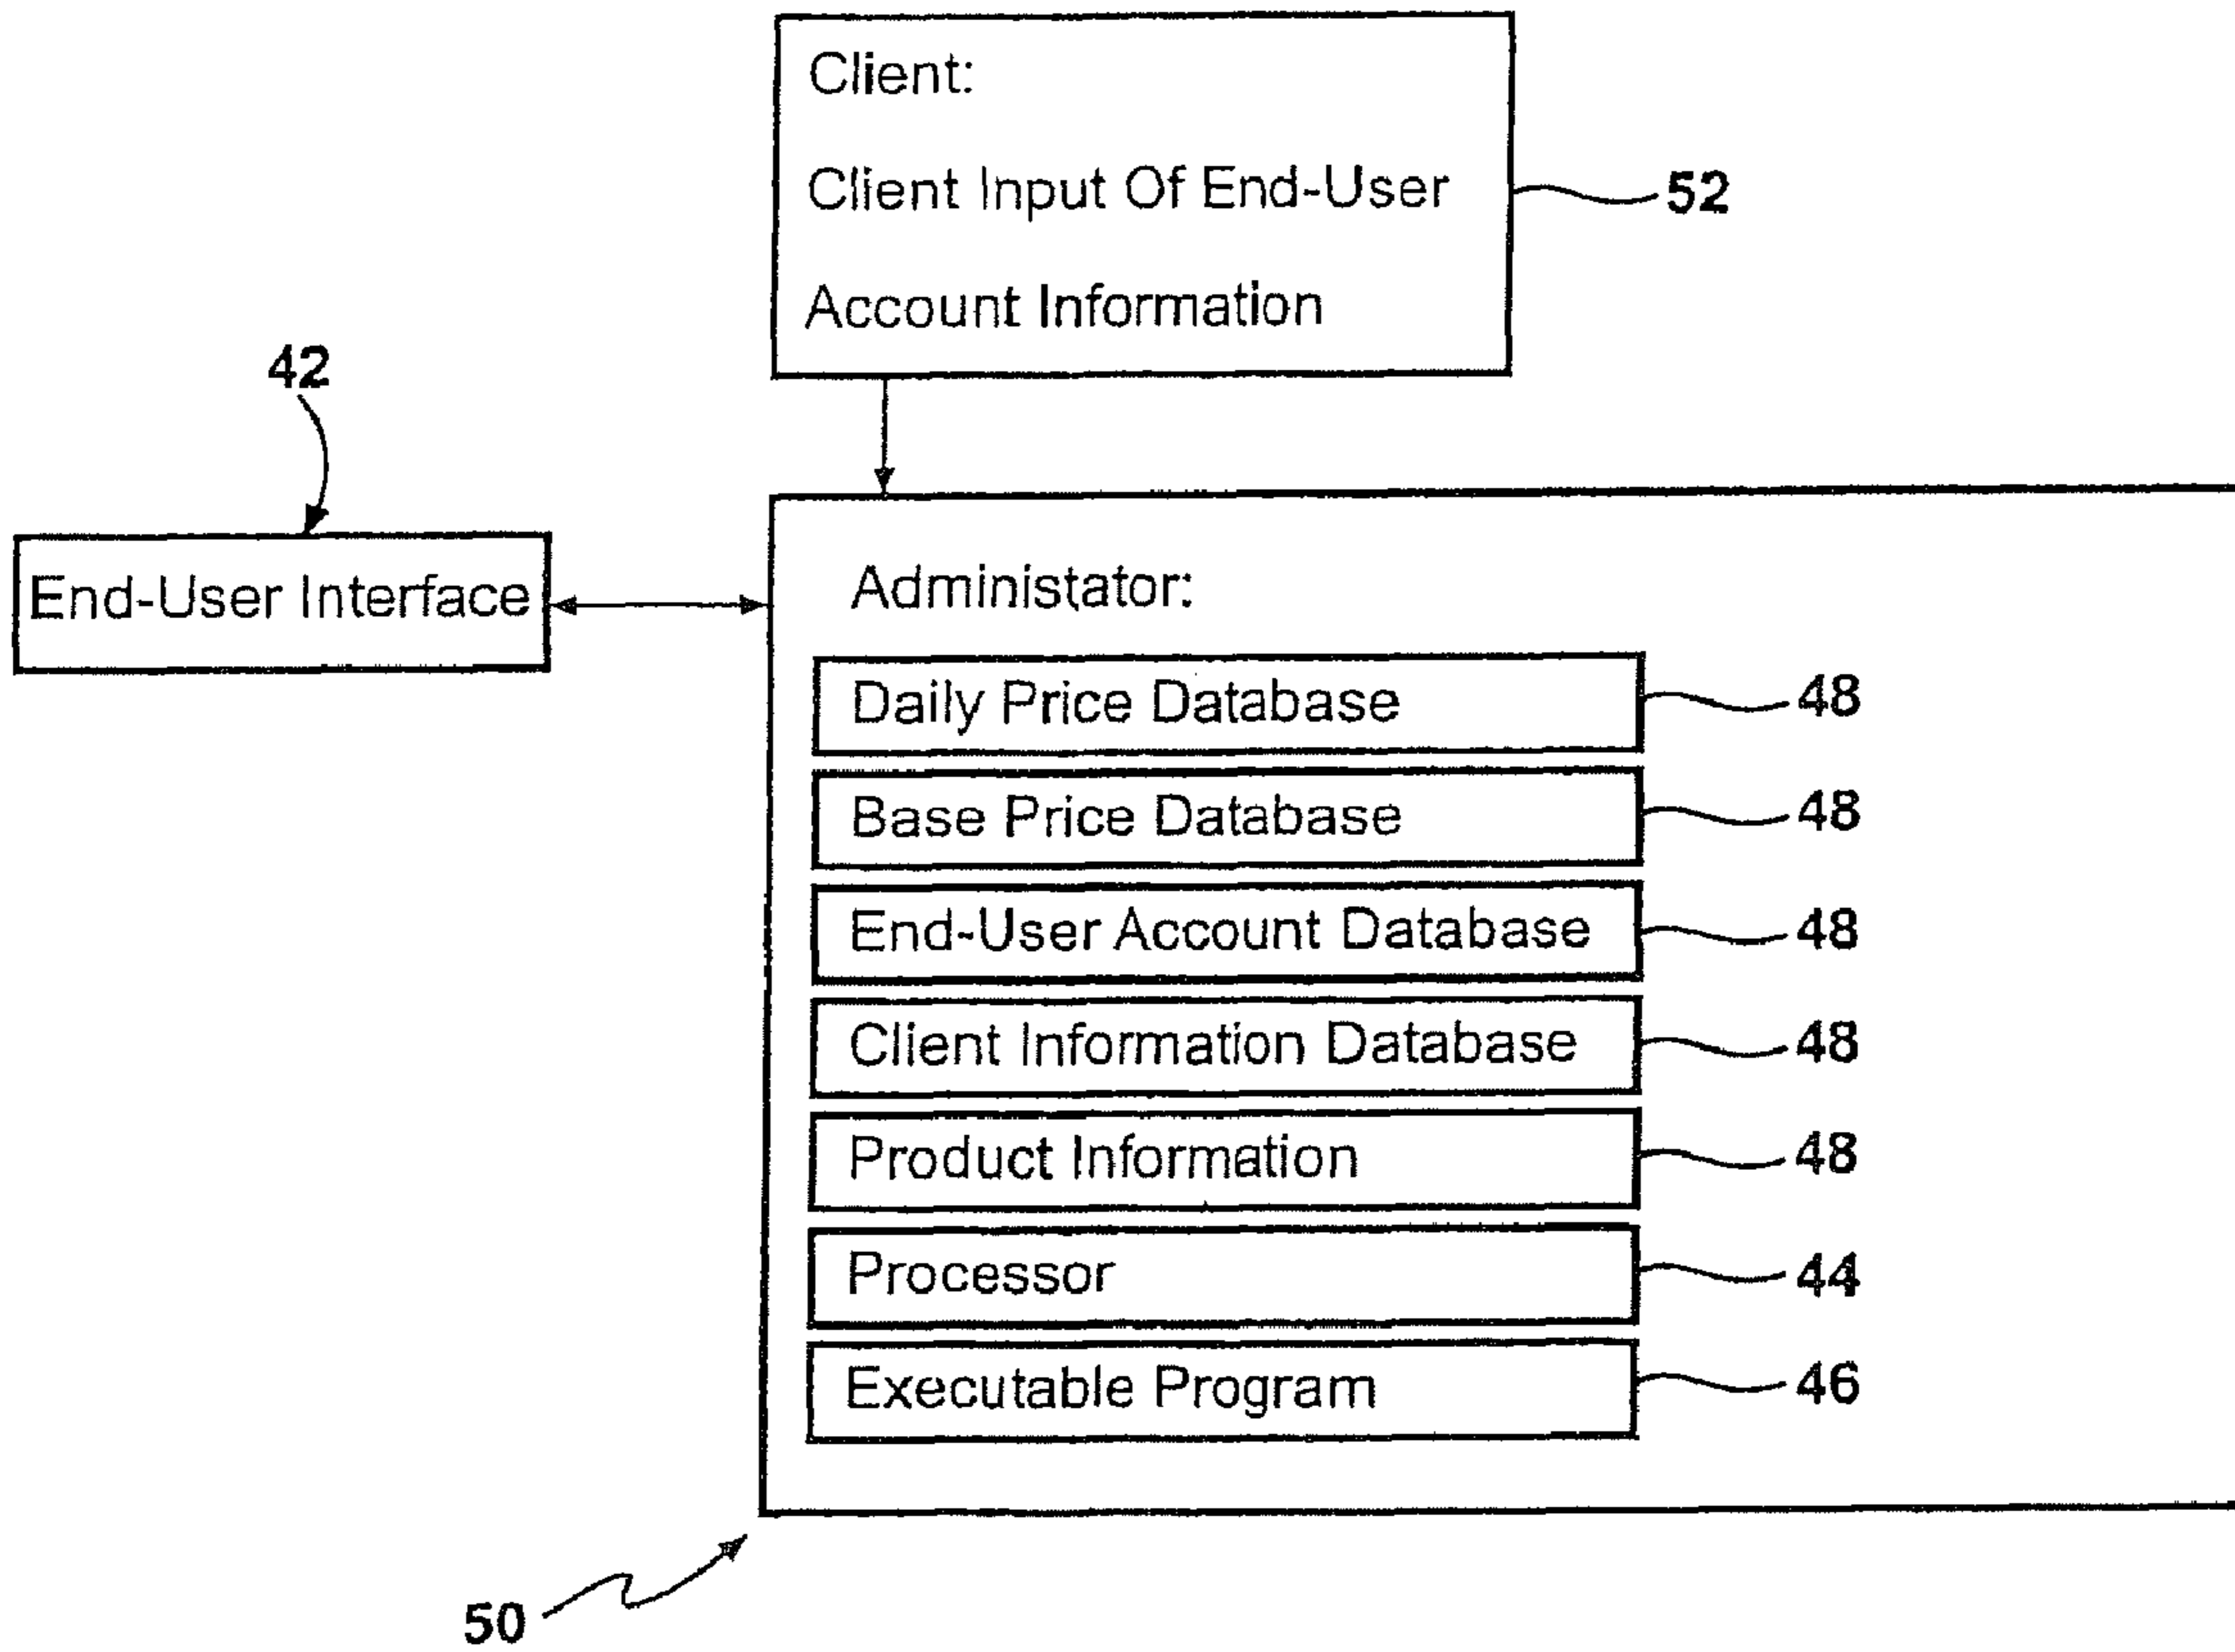 Client:
Client Input Of End-User
52
Account Information
42
End-User Interface
Administator:
Daily Price Database
48
Base Price Database
48
End-User Account Database
48
Client Information Database
48
Product Information
48
Processor
44
Executable Program
46
50